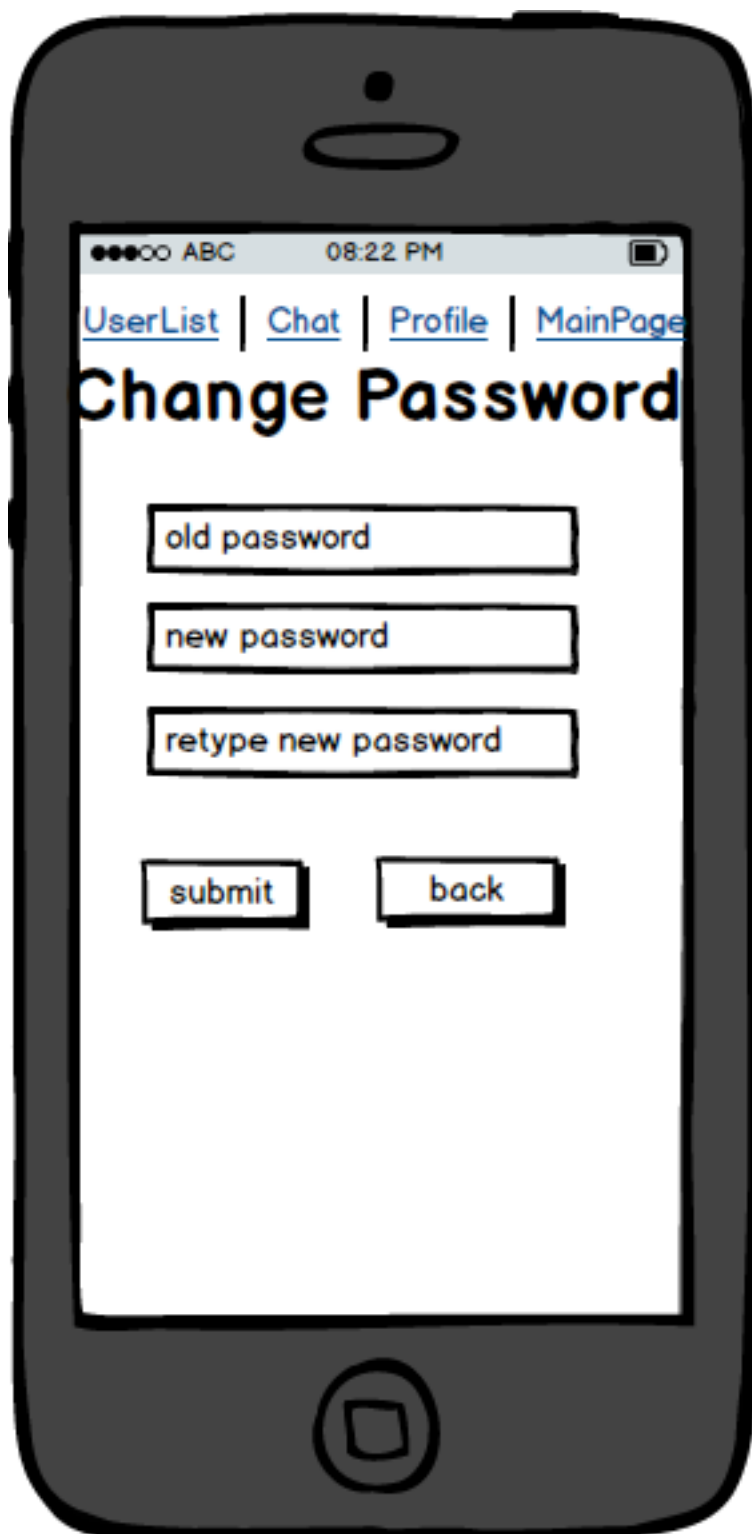 ABC 08:22 PM
UserList | Chat | Profile | MainPage
Change Password
old password
new password
retype new password
submit back